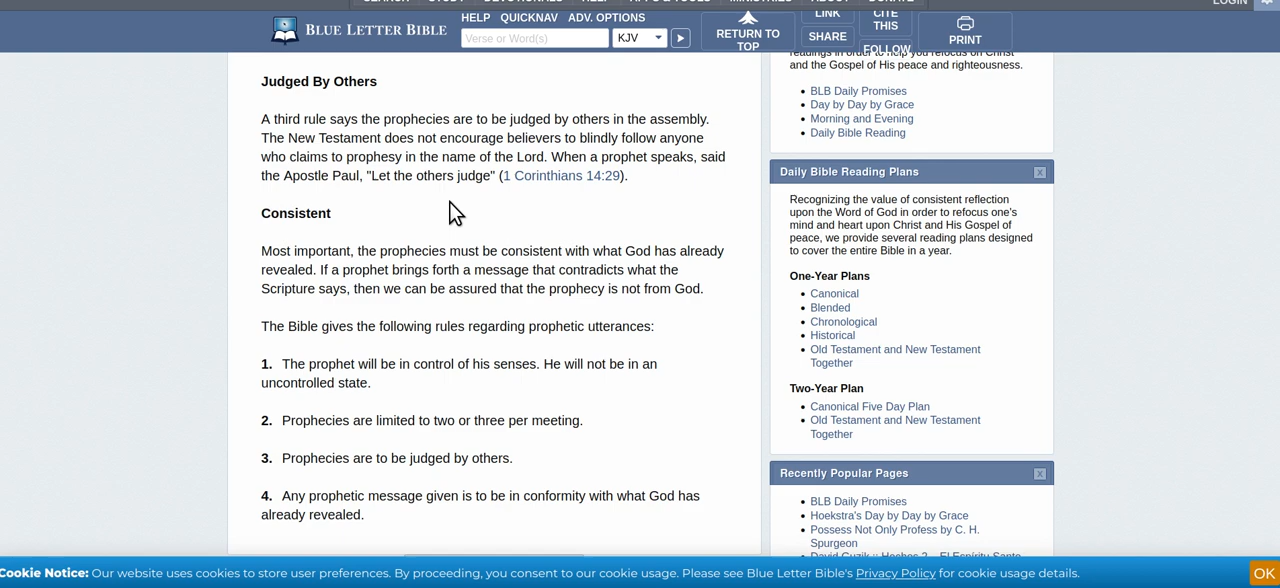 LOGIN
HELP QUICKNAV ADV. OPTIONS
BLUE LETTER BIBLE
Verse or Word(s)
KJV
RETURN TO
TOP
LINK
SHARE
CITE
THIS
FOLLOW
PRINT
Judged By Others
A third rule says the prophecies are to be judged by others in the assembly.
The New Testament does not encourage believers to blindly follow anyone
who claims to prophesy in the name of the Lord. When a prophet speaks, said
the Apostle Paul, "Let the others judge" (1 Corinthians 14:29).
Consistent
Most important, the prophecies must be consistent with what God has already
revealed. If a prophet brings forth a message that contradicts what the
Scripture says, then we can be assured that the prophecy is not from God.
The Bible gives the following rules regarding prophetic utterances:
1. The prophet will be in control of his senses. He will not be in an
uncontrolled state.
2. Prophecies are limited to two or three per meeting.
3. Prophecies are to be judged by others.
4. Any prophetic message given is to be in conformity with what God has
already revealed.
readings in order to help you refocus on Christ
and the Gospel of His peace and righteousness.
• BLB Daily Promises
• Day by Day by Grace
• Morning and Evening
• Daily Bible Reading
Daily Bible Reading Plans X
Recognizing the value of consistent reflection
upon the Word of God in order to refocus one's
mind and heart upon Christ and His Gospel of
peace, we provide several reading plans designed
to cover the entire Bible in a year.
One-Year Plans
• Canonical
• Blended
• Chronological
• Historical
• Old Testament and New Testament
Together
Two-Year Plan
• Canonical Five Day Plan
• Old Testament and New Testament
Together
Recently Popular Pages X
• BLB Daily Promises
• Hoekstra's Day by Day by Grace
• Possess Not Only Profess by C. H.
Spurgeon
• David Guzik :: Hechos 2 – El Espíritu Santo
Cookie Notice: Our website uses cookies to store user preferences. By proceeding, you consent to our cookie usage. Please see Blue Letter Bible's Privacy Policy for cookie usage details.
OK